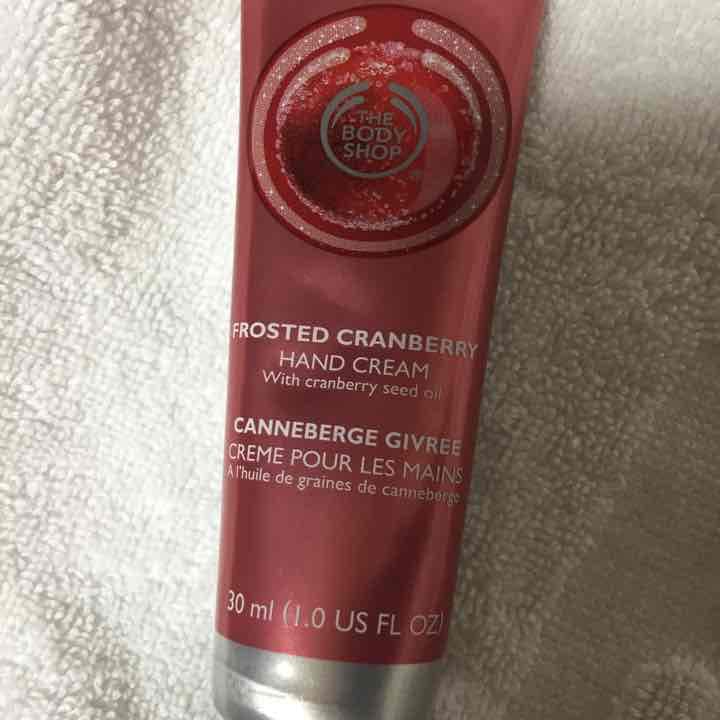 THE
BODY
SHOP
FROSTED CRANBERRY
HAND CREAM
With cranberry seed oil
CANNEBERGE GIVREE
CREME POUR LES MAINS
A l'huile de graines de canneberge
30 ml (1.0 US FL OZ)